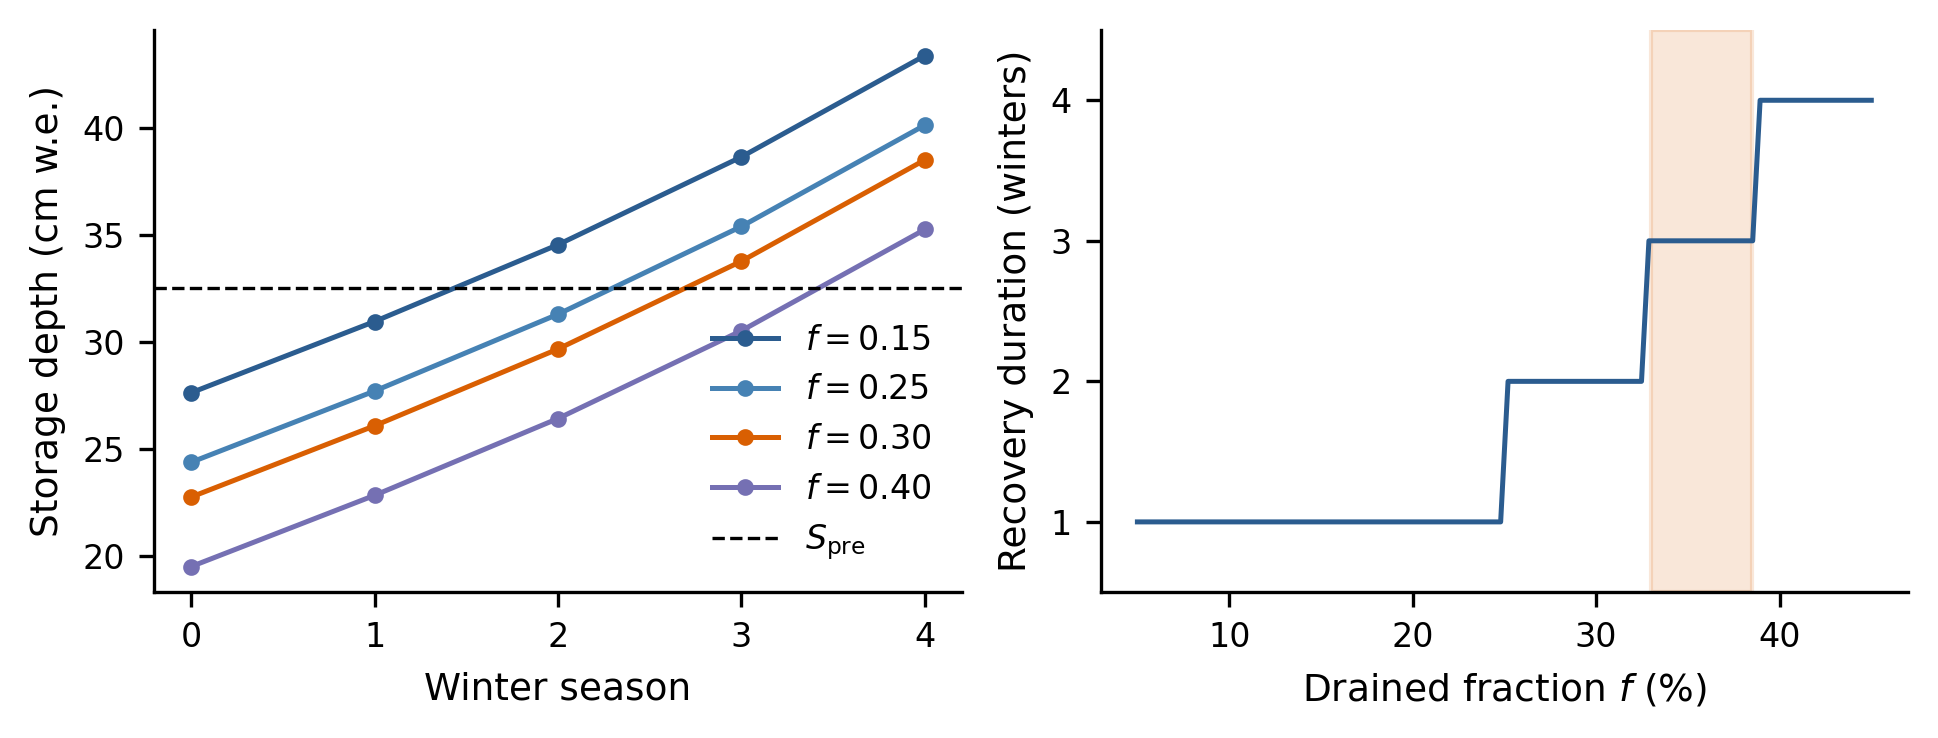 Storage depth (cm w.e.)
40
35
30
25
20
0 1 2 3 4
Winter season
f = 0.15
f = 0.25
f = 0.30
f = 0.40
S_pre
Recovery duration (winters)
4
3
2
1
10 20 30 40
Drained fraction f (%)